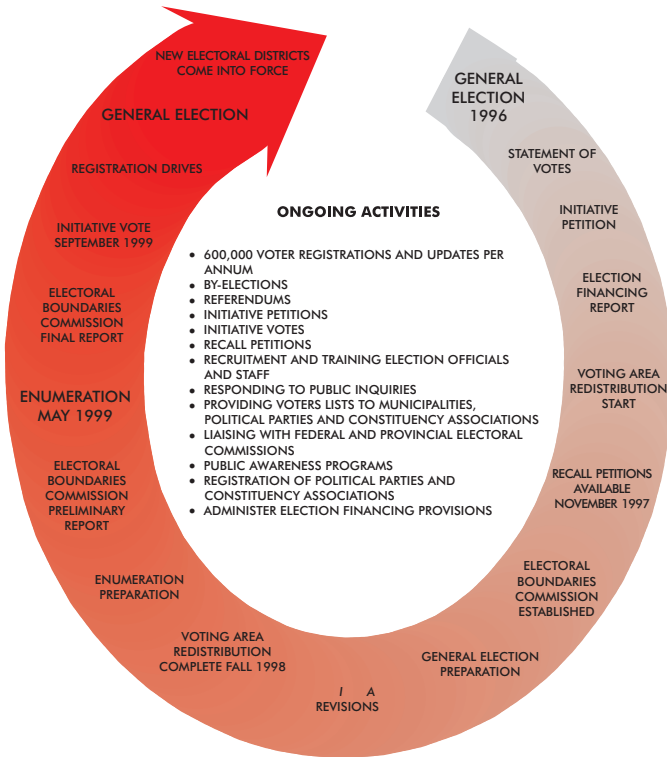 GENERAL
ELECTION
1996
STATEMENT OF
VOTES
INITIATIVE
PETITION
ELECTION
FINANCING
REPORT
VOTING AREA
REDISTRIBUTION
START
RECALL PETITIONS
AVAILABLE
NOVEMBER 1997
ELECTORAL
BOUNDARIES
COMMISSION
ESTABLISHED
GENERAL ELECTION
PREPARATION
I A
REVISIONS
VOTING AREA
REDISTRIBUTION
COMPLETE FALL 1998
ENUMERATION
PREPARATION
ELECTORAL
BOUNDARIES
COMMISSION
PRELIMINARY
REPORT
ENUMERATION
MAY 1999
ELECTORAL
BOUNDARIES
COMMISSION
FINAL REPORT
INITIATIVE VOTE
SEPTEMBER 1999
REGISTRATION DRIVES
GENERAL ELECTION
NEW ELECTORAL DISTRICTS
COME INTO FORCE
ONGOING ACTIVITIES
• 600,000 VOTER REGISTRATIONS AND UPDATES PER
ANNUM
• BY-ELECTIONS
• REFERENDUMS
• INITIATIVE PETITIONS
• INITIATIVE VOTES
• RECALL PETITIONS
• RECRUITMENT AND TRAINING ELECTION OFFICIALS
AND STAFF
• RESPONDING TO PUBLIC INQUIRIES
• PROVIDING VOTERS LISTS TO MUNICIPALITIES,
POLITICAL PARTIES AND CONSTITUENCY ASSOCIATIONS
• LIAISING WITH FEDERAL AND PROVINCIAL ELECTORAL
COMMISSIONS
• PUBLIC AWARENESS PROGRAMS
• REGISTRATION OF POLITICAL PARTIES AND
CONSTITUENCY ASSOCIATIONS
• ADMINISTER ELECTION FINANCING PROVISIONS